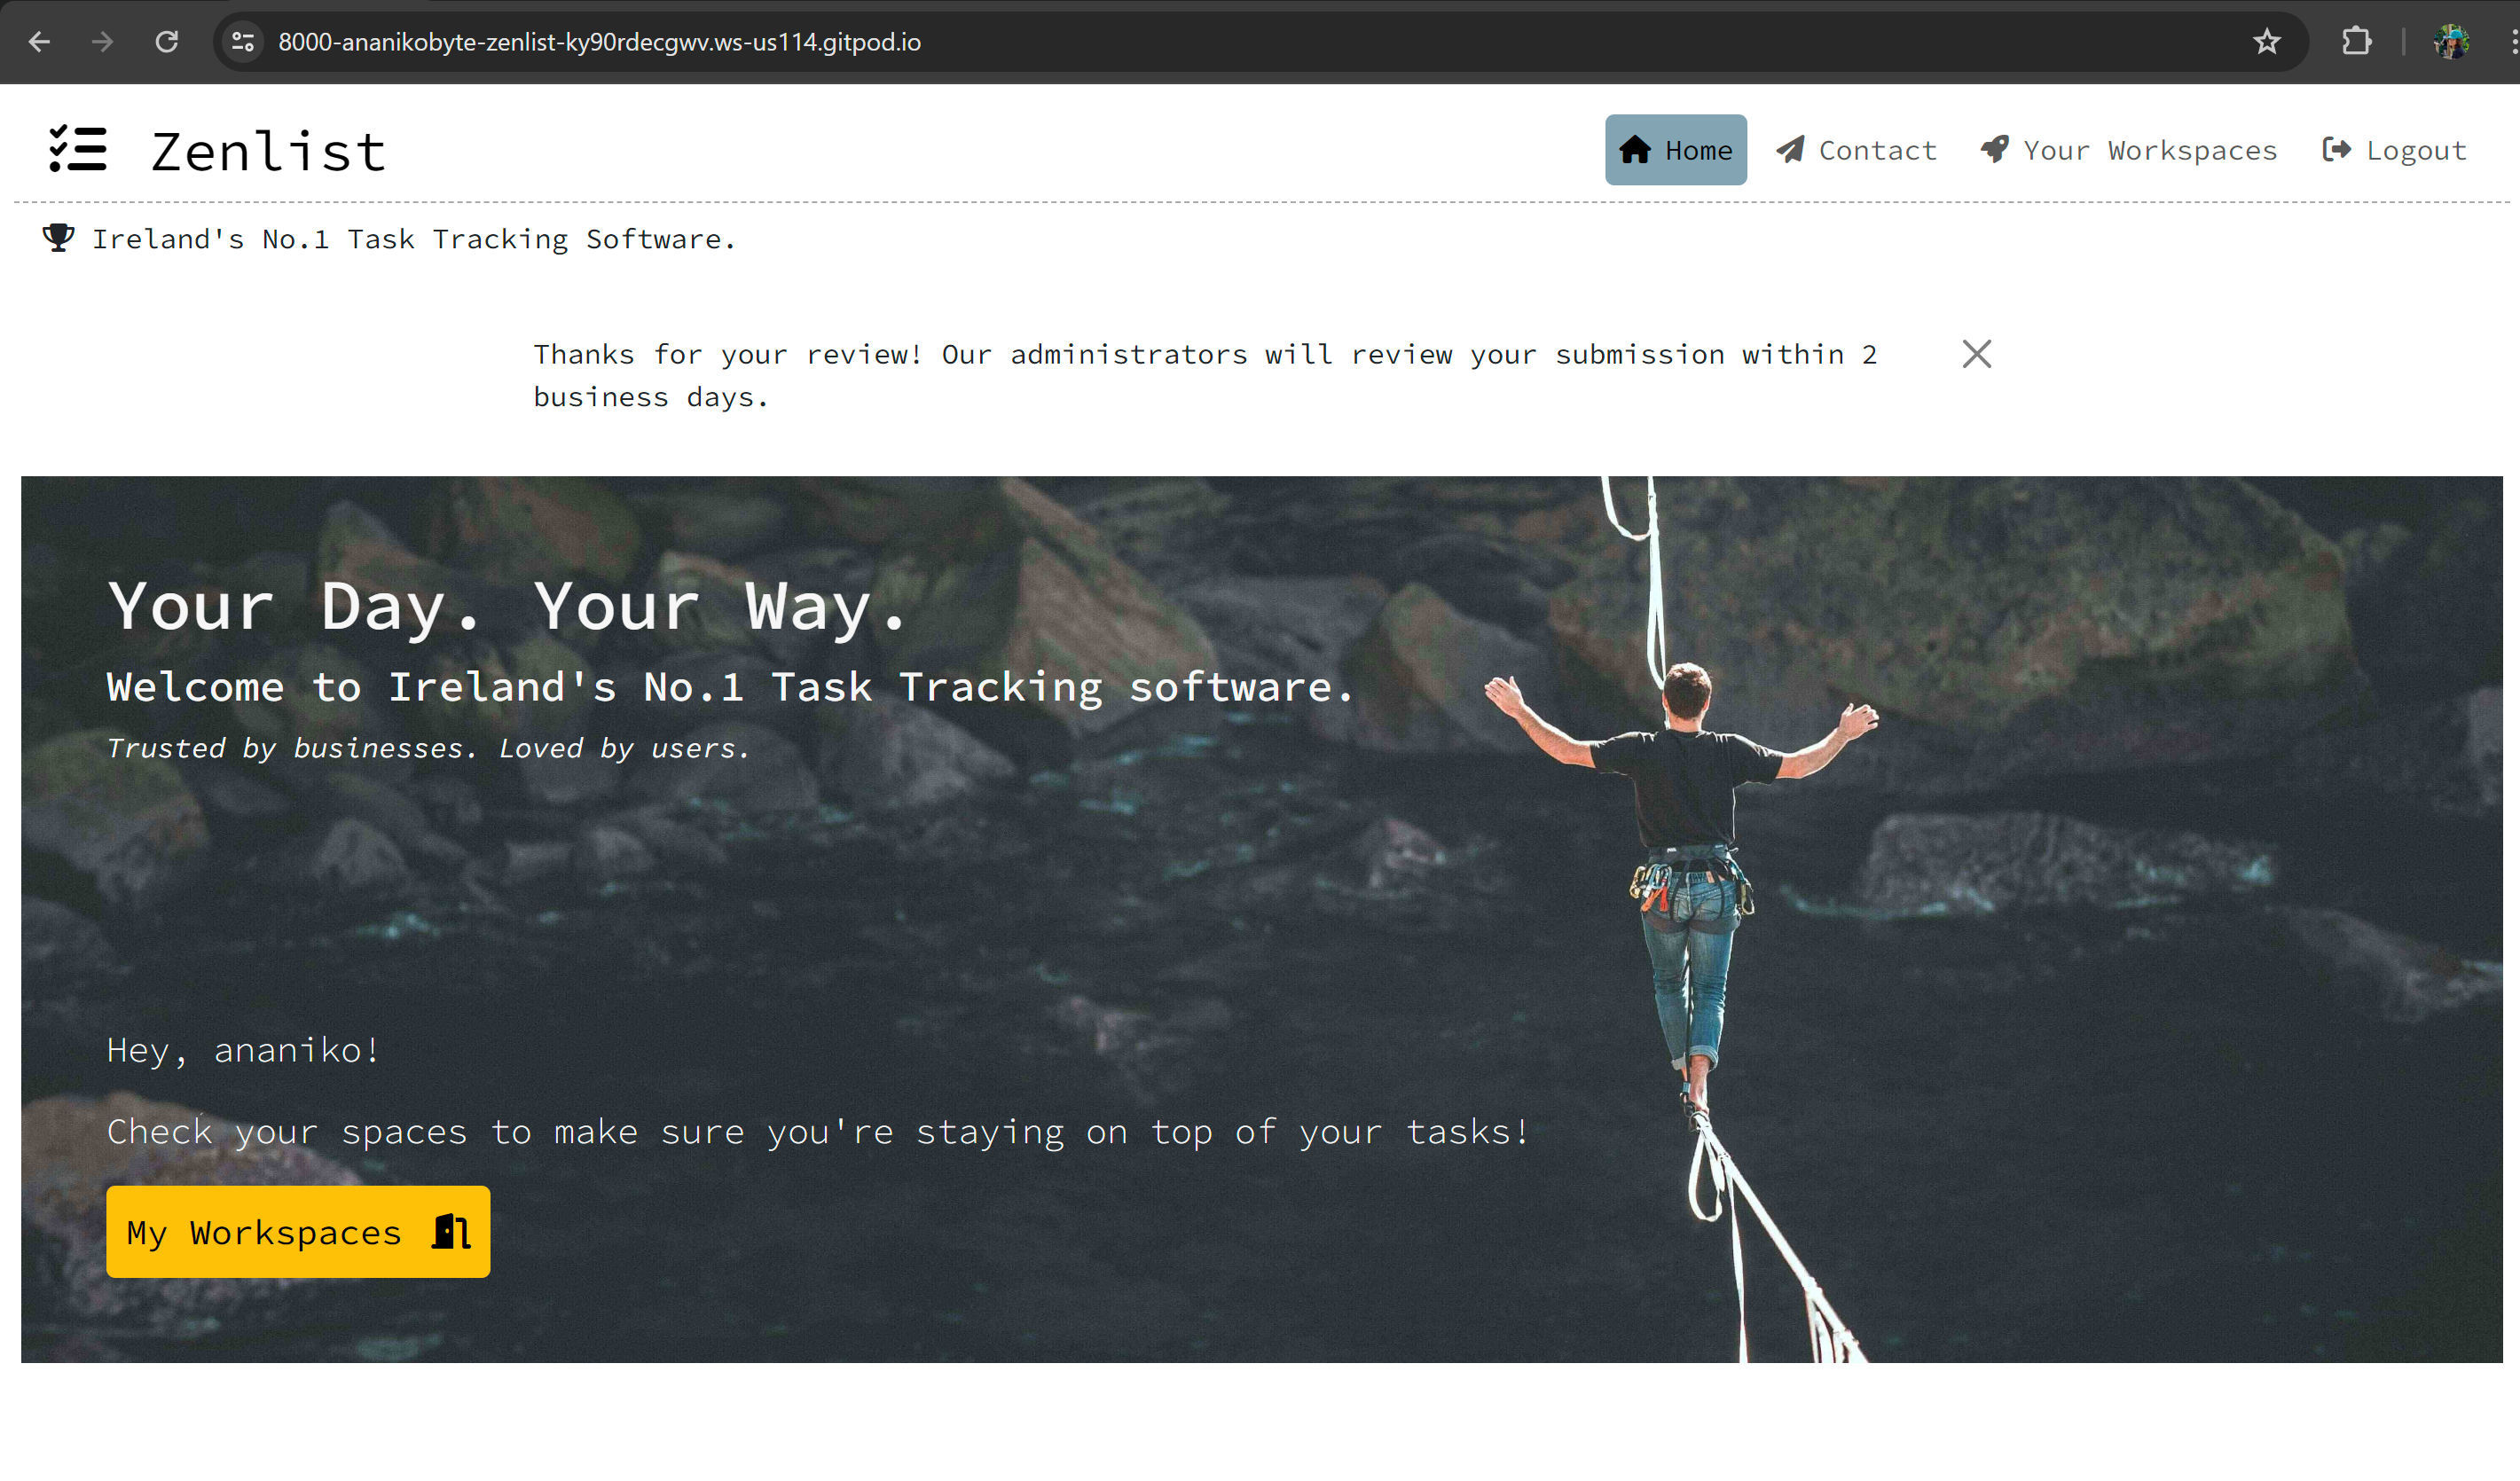 8000-ananikobyte-zenlist-ky90rdecgwv.ws-us114.gitpod.io
Zenlist
Home
Contact
Your Workspaces
Logout
Ireland's No.1 Task Tracking Software.
Thanks for your review! Our administrators will review your submission within 2
business days.
Your Day. Your Way.
Welcome to Ireland's No.1 Task Tracking software.
Trusted by businesses. Loved by users.
Hey, ananiko!
Check your spaces to make sure you're staying on top of your tasks!
My Workspaces